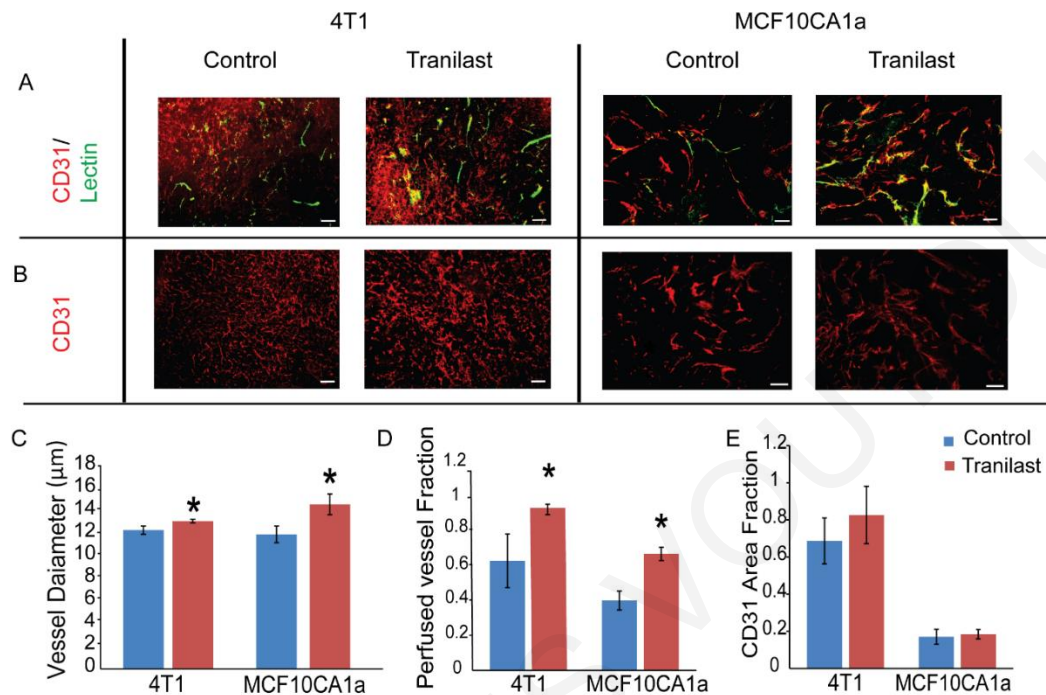 4T1
MCF10CA1a
Control
Tranilast
Control
Tranilast
A
CD31/
Lectin
B
CD31
C
Vessel Daiameter (µm)
18
16
14
12
10
8
6
4
2
0
*
*
4T1
MCF10CA1a
D
Perfused vessel Fraction
1.2
1
0.8
0.6
0.4
0.2
0
*
*
4T1
MCF10CA1a
E
CD31 Area Fraction
1.2
1
0.8
0.6
0.4
0.2
0
Control
Tranilast
4T1
MCF10CA1a